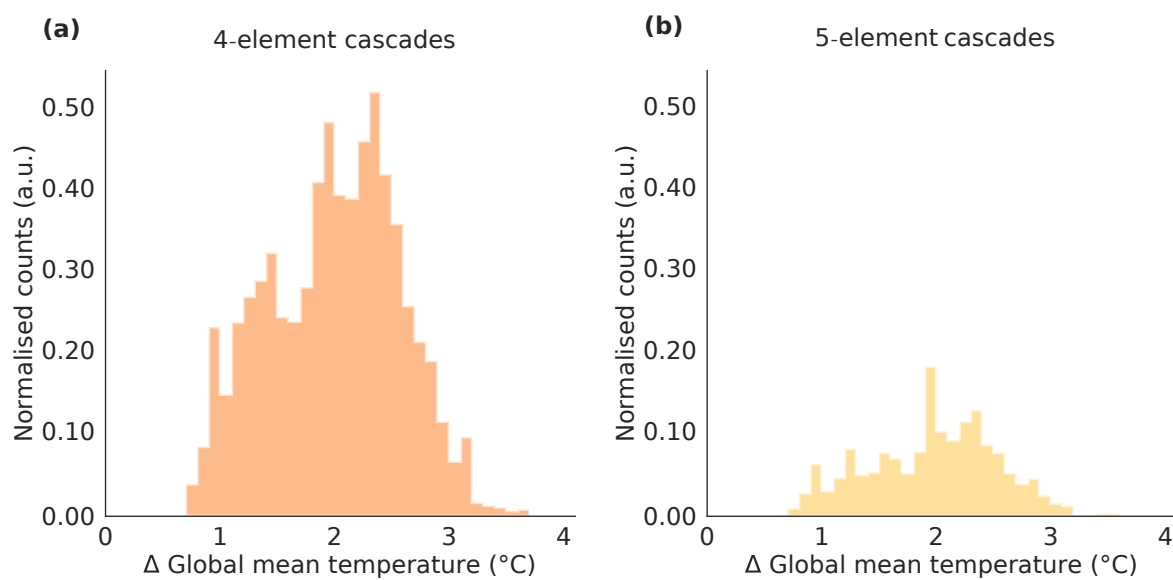 (a)
4-element cascades
Normalised counts (a.u.)
0.50
0.40
0.30
0.20
0.10
0.00
0 1 2 3 4
Δ Global mean temperature (°C)
(b)
5-element cascades
Normalised counts (a.u.)
0.50
0.40
0.30
0.20
0.10
0.00
0 1 2 3 4
Δ Global mean temperature (°C)